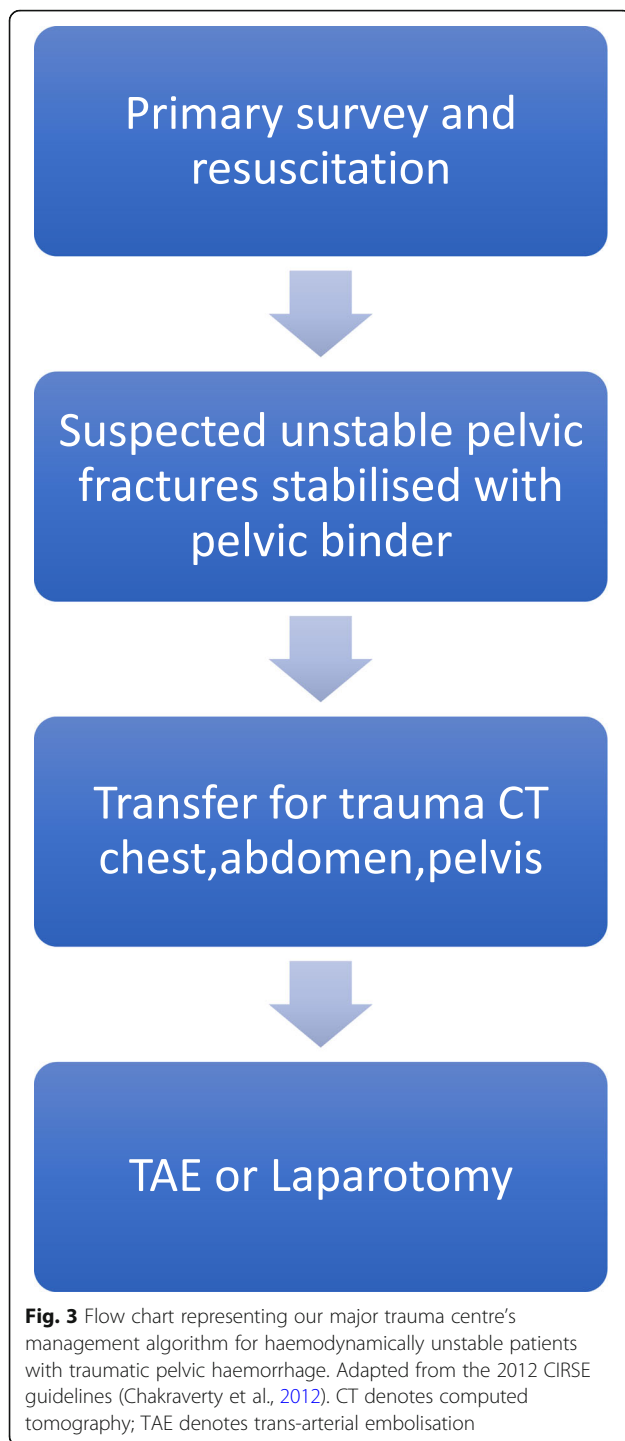 Primary survey and
resuscitation
Suspected unstable pelvic
fractures stabilised with
pelvic binder
Transfer for trauma CT
chest,abdomen,pelvis
TAE or Laparotomy
Fig. 3 Flow chart representing our major trauma centre's
management algorithm for haemodynamically unstable patients
with traumatic pelvic haemorrhage. Adapted from the 2012 CIRSE
guidelines (Chakraverty et al., 2012). CT denotes computed
tomography; TAE denotes trans-arterial embolisation